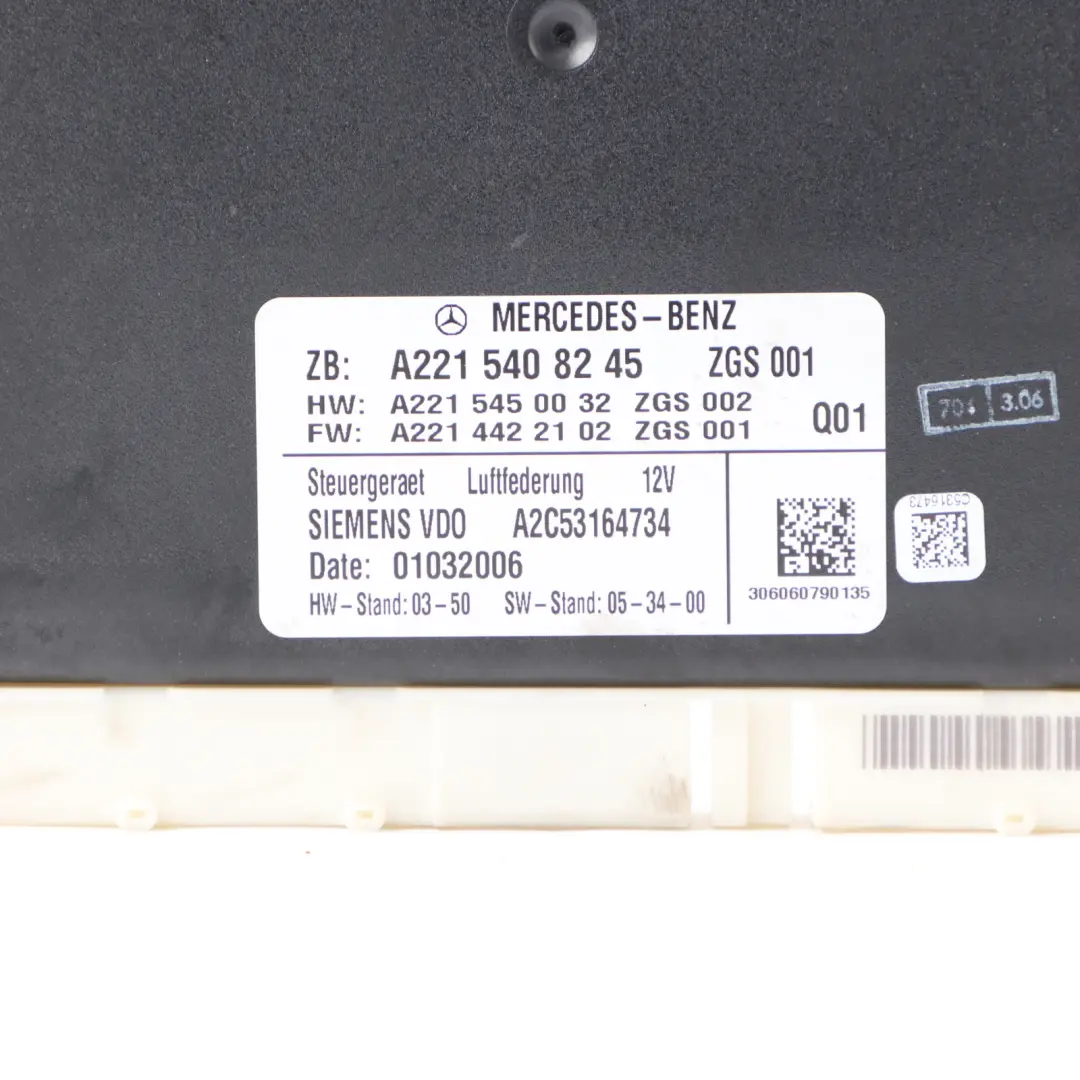 MERCEDES-BENZ
ZB: A221 540 82 45 ZGS 001
HW: A221 545 00 32 ZGS 002
FW: A221 442 21 02 ZGS 001 Q01
Steuergeraet Luftfederung 12V
SIEMENS VDO A2C53164734
Date: 01032006
HW-Stand: 03-50 SW-Stand: 05-34-00
306060790135
3.06
C5316473